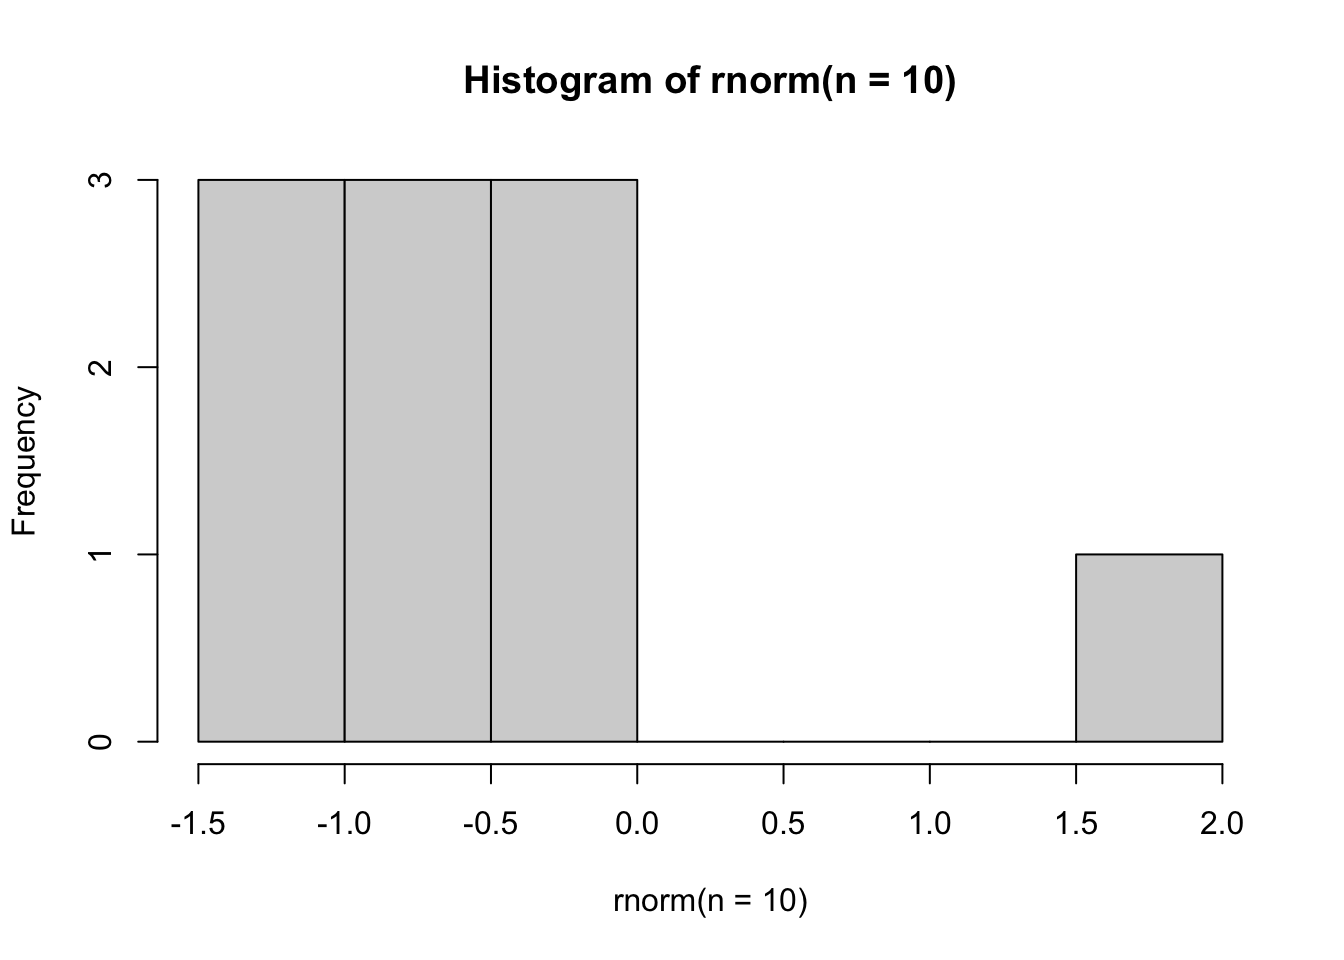 Histogram of rnorm(n = 10)
3
2
1
0
Frequency
-1.5 -1.0 -0.5 0.0 0.5 1.0 1.5 2.0
rnorm(n = 10)